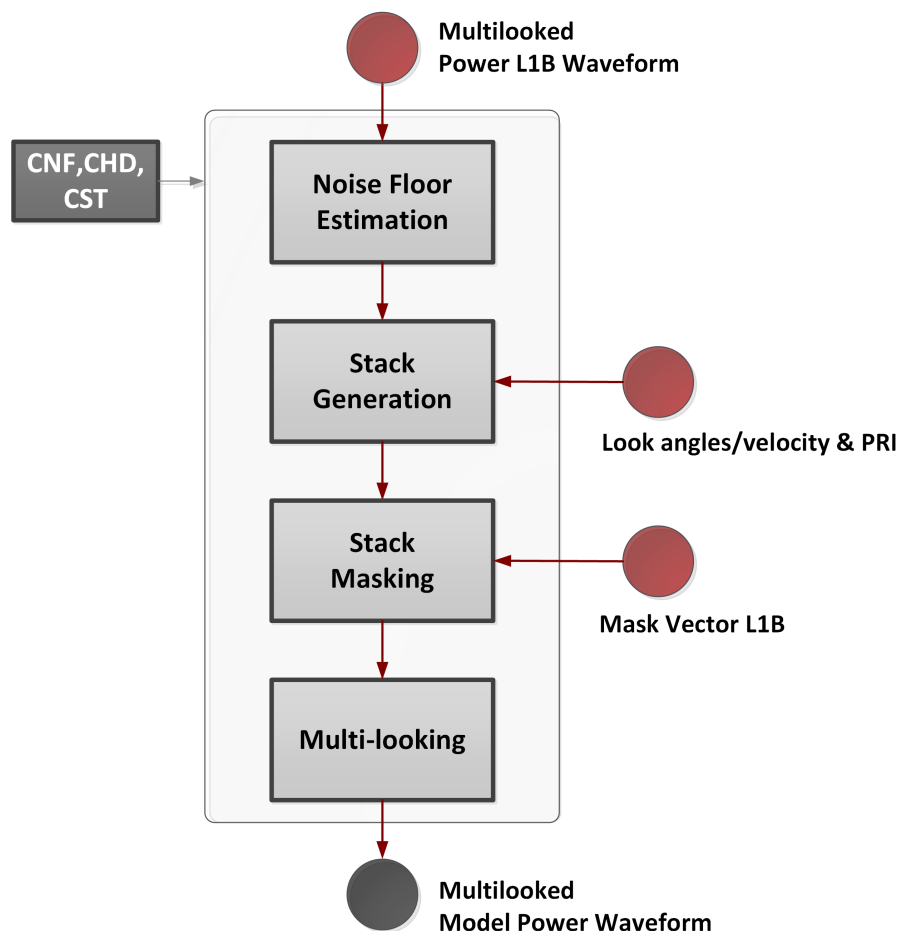 Multilooked
Power L1B Waveform
CNF,CHD,
CST
Noise Floor
Estimation
Stack
Generation
Look angles/velocity & PRI
Stack
Masking
Mask Vector L1B
Multi-looking
Multilooked
Model Power Waveform